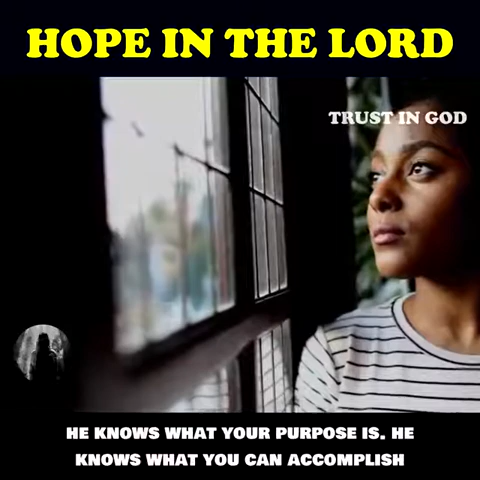 HOPE IN THE LORD
TRUST IN GOD
HE KNOWS WHAT YOUR PURPOSE IS. HE
KNOWS WHAT YOU CAN ACCOMPLISH